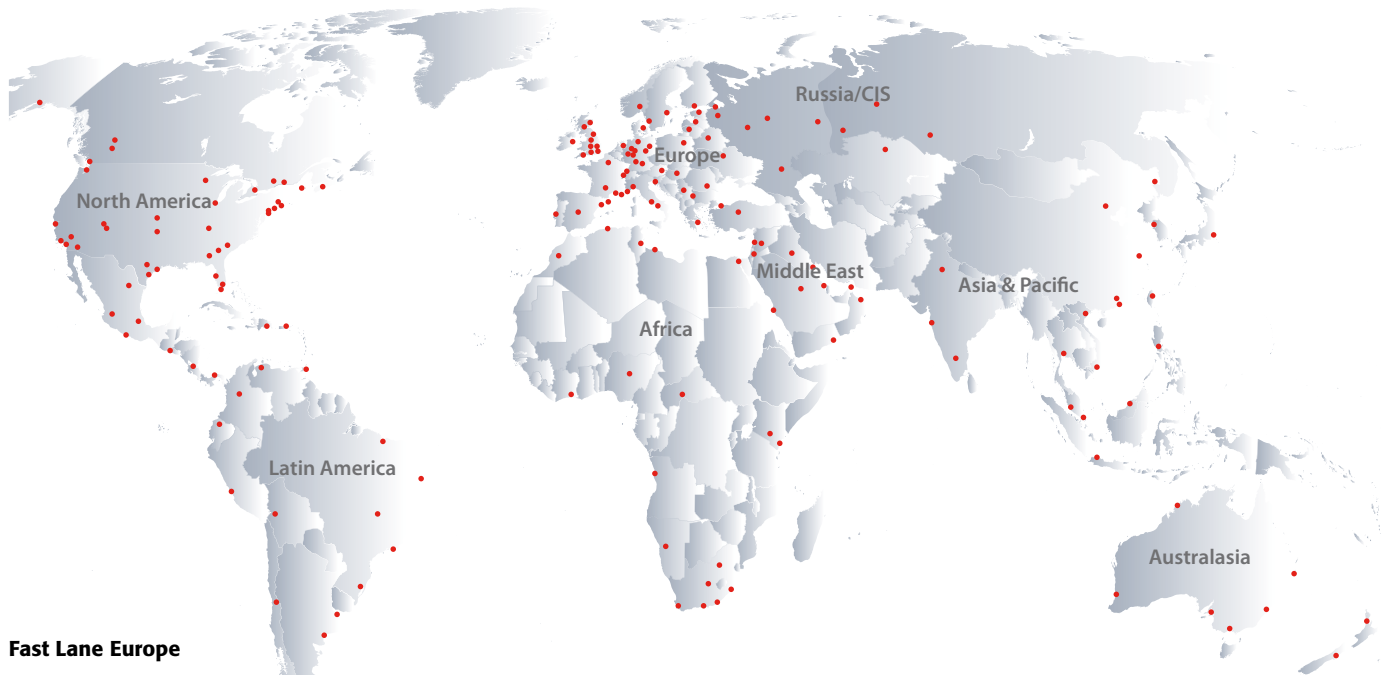 Russia/CIS
Europe
North America
Middle East
Asia & Pacific
Africa
Latin America
Australasia
Fast Lane Europe